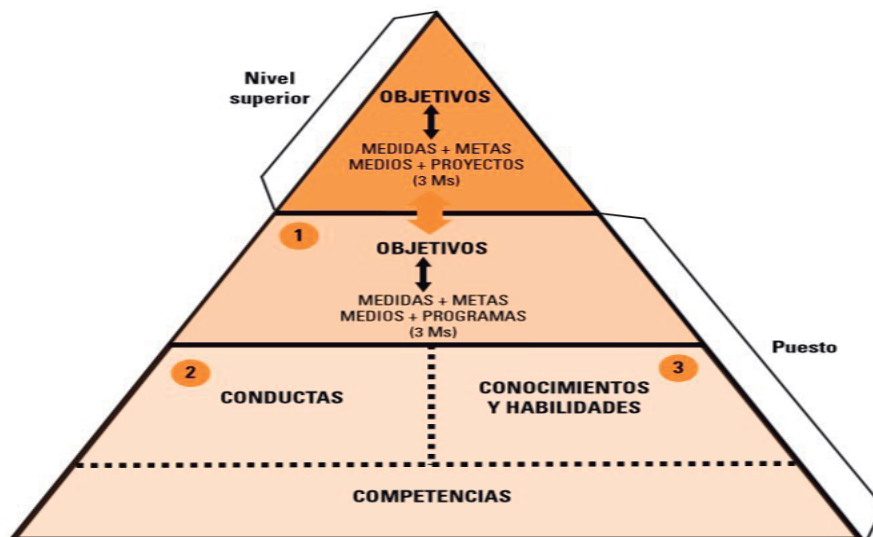 Nivel
superior
OBJETIVOS
MEDIDAS + METAS
MEDIOS + PROYECTOS
(3 Ms)
1
OBJETIVOS
MEDIDAS + METAS
MEDIOS + PROGRAMAS
(3 Ms)
Puesto
2
CONDUCTAS
3
CONOCIMIENTOS
Y HABILIDADES
COMPETENCIAS